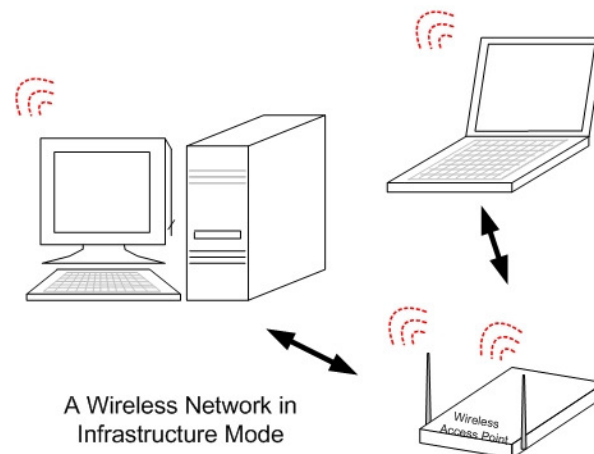 Wireless
Access Point
A Wireless Network in
Infrastructure Mode